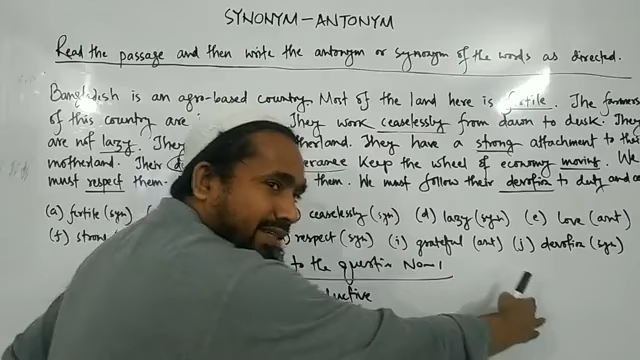 SYNONYM-ANTONYM
Read the passage and then write the antonym or synonym of the words as directed.
Bangladesh is an agro-based country. Most of the land here is fertile. The farmers
of this country are They work ceaselessly from dawn to dusk. They
are not lazy. They They have a strong attachment to their
motherland. Their keep the wheel of economy moving. We
must respect them. We must follow their devotion to duty and
(a) fertile (syn) ceaselessly (syn) (d) lazy (syn) (e) love (ant)
(f) respect (syn) (i) grateful (ant) (j) devotion (syn)
to the question No-1